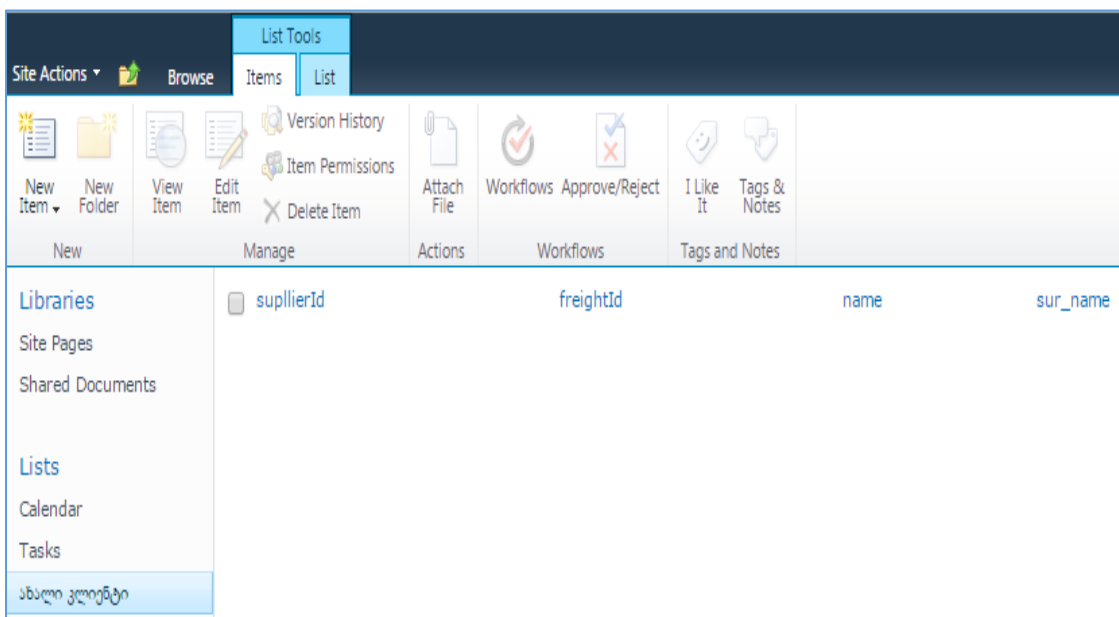 List Tools
Site Actions Browse Items List
Version History
Item Permissions
Delete Item
New Item
New Folder
View Item
Edit Item
Attach File
Workflows Approve/Reject
I Like It
Tags & Notes
New Manage Actions Workflows Tags and Notes
Libraries
Site Pages
Shared Documents
Lists
Calendar
Tasks
ახალი კლიენტი
supllierId freightId name sur_name